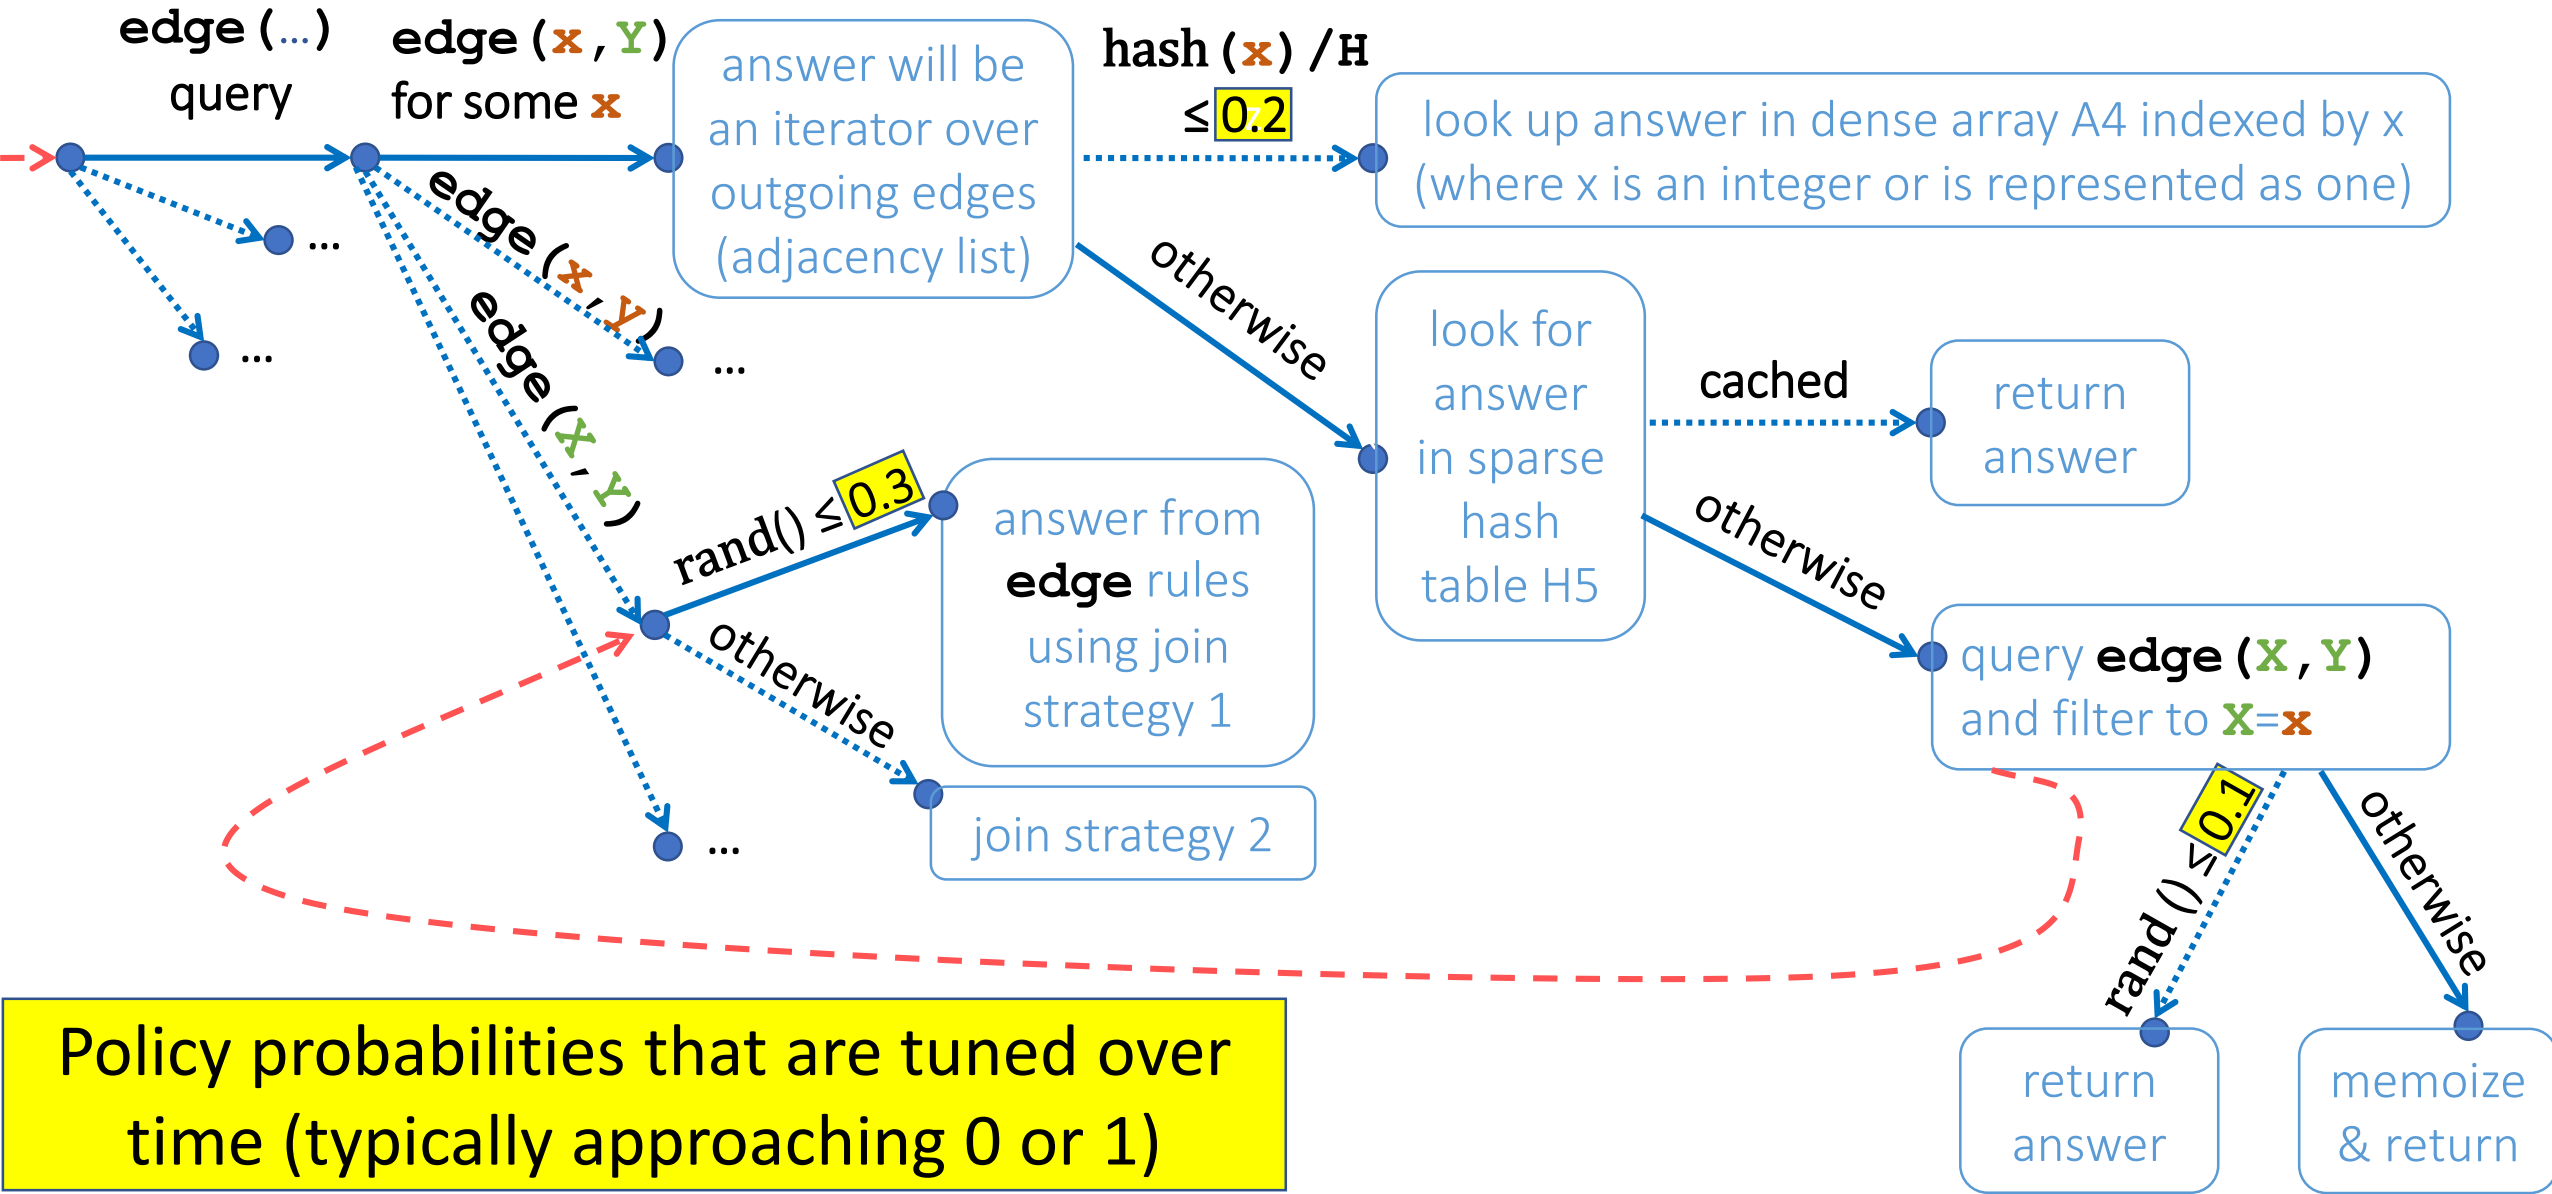 edge(…)
query
edge(x,Y)
for some x
answer will be
an iterator over
outgoing edges
(adjacency list)
hash(x)/H
≤ 0.2
look up answer in dense array A4 indexed by x
(where x is an integer or is represented as one)
…
…
edge(x,y)
…
edge(X,Y)
otherwise
look for
answer
in sparse
hash
table H5
cached
return
answer
otherwise
rand() ≤ 0.3
answer from
edge rules
using join
strategy 1
otherwise
join strategy 2
…
query edge(X,Y)
and filter to X=x
rand() ≤ 0.1
otherwise
return
answer
memoize
& return
Policy probabilities that are tuned over
time (typically approaching 0 or 1)